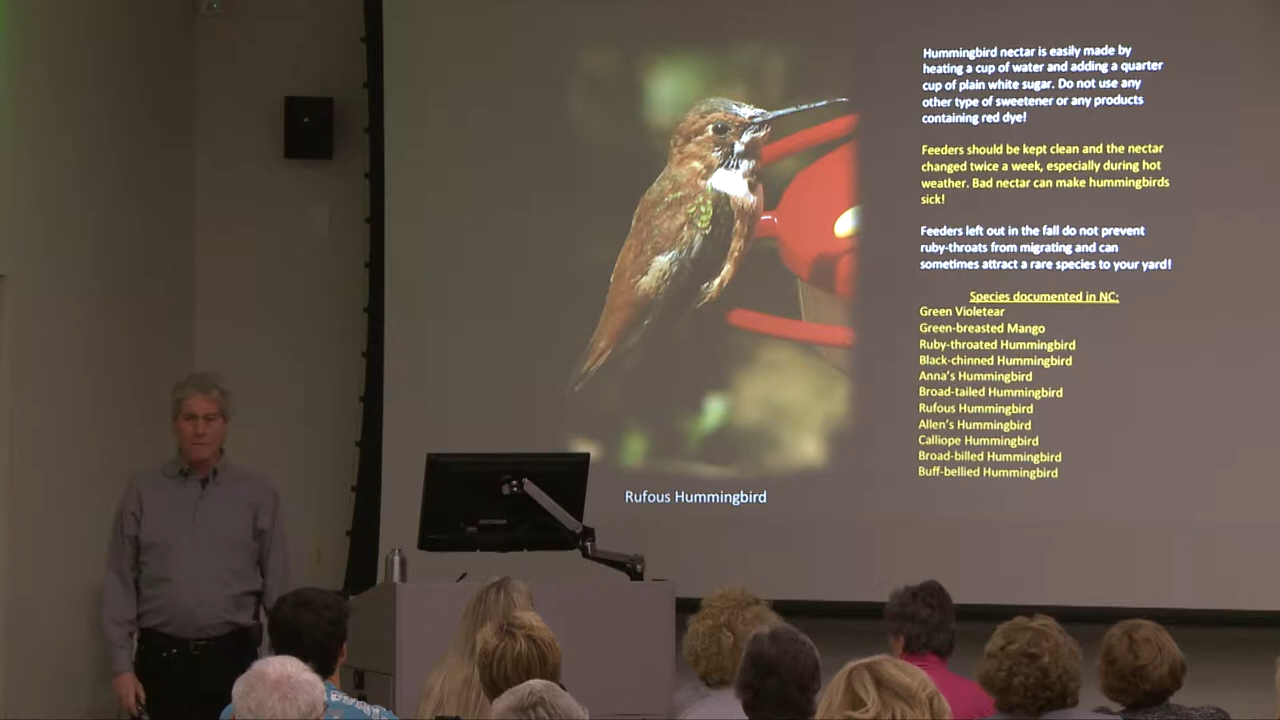 Hummingbird nectar is easily made by
heating a cup of water and adding a quarter
cup of plain white sugar. Do not use any
other type of sweetener or any products
containing red dye!
Feeders should be kept clean and the nectar
changed twice a week, especially during hot
weather. Bad nectar can make hummingbirds
sick!
Feeders left out in the fall do not prevent
ruby-throats from migrating and can
sometimes attract a rare species to your yard!
Species documented in NC:
Green Violetear
Green-breasted Mango
Ruby-throated Hummingbird
Black-chinned Hummingbird
Anna's Hummingbird
Broad-tailed Hummingbird
Rufous Hummingbird
Allen's Hummingbird
Calliope Hummingbird
Broad-billed Hummingbird
Buff-bellied Hummingbird
Rufous Hummingbird